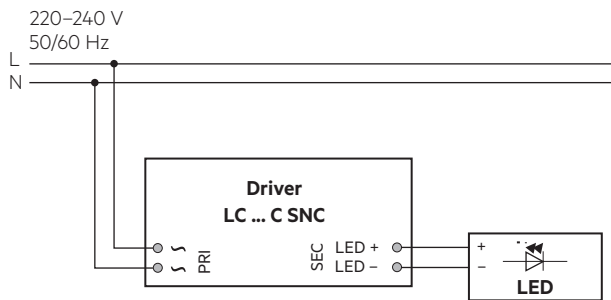 220–240 V
50/60 Hz
L
N
Driver
LC ... C SNC
~ PRI SEC LED + +
~ LED – –
LED